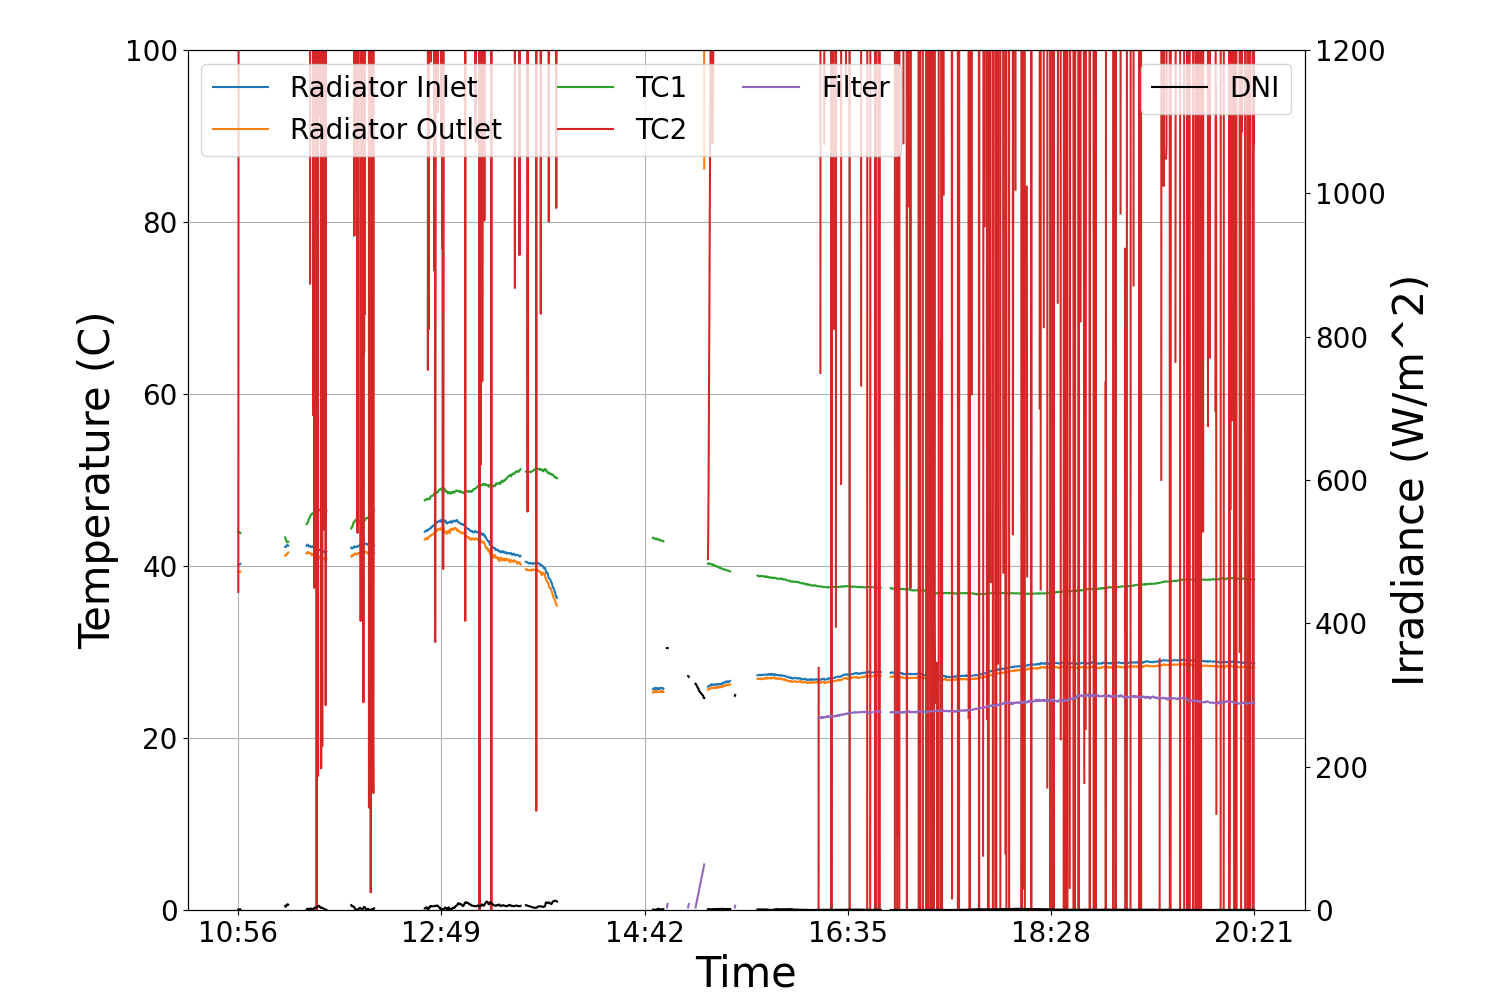 100
80
60
40
20
0
Temperature (C)
Radiator Inlet
Radiator Outlet
TC1
TC2
Filter
DNI
1200
1000
800
600
400
200
0
Irradiance (W/m^2)
10:56 12:49 14:42 16:35 18:28 20:21
Time